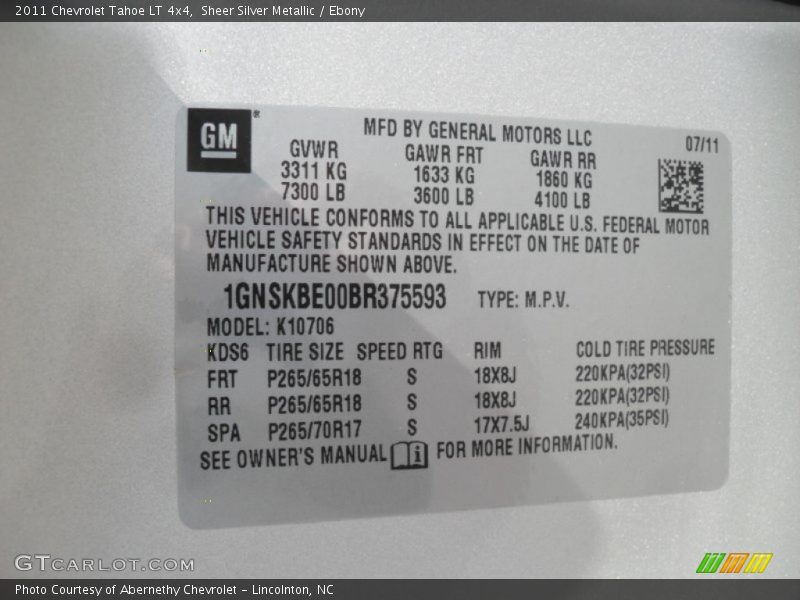 2011 Chevrolet Tahoe LT 4x4, Sheer Silver Metallic / Ebony
GM®
MFD BY GENERAL MOTORS LLC 07/11
GVWR GAWR FRT GAWR RR
3311 KG 1633 KG 1860 KG
7300 LB 3600 LB 4100 LB
THIS VEHICLE CONFORMS TO ALL APPLICABLE U.S. FEDERAL MOTOR
VEHICLE SAFETY STANDARDS IN EFFECT ON THE DATE OF
MANUFACTURE SHOWN ABOVE.
1GNSKBE00BR375593 TYPE: M.P.V.
MODEL: K10706
KDS6 TIRE SIZE SPEED RTG RIM COLD TIRE PRESSURE
FRT P265/65R18 S 18X8J 220KPA(32PSI)
RR P265/65R18 S 18X8J 220KPA(32PSI)
SPA P265/70R17 S 17X7.5J 240KPA(35PSI)
SEE OWNER'S MANUAL i FOR MORE INFORMATION.
GTCARLOT.COM
Photo Courtesy of Abernethy Chevrolet - Lincolnton, NC